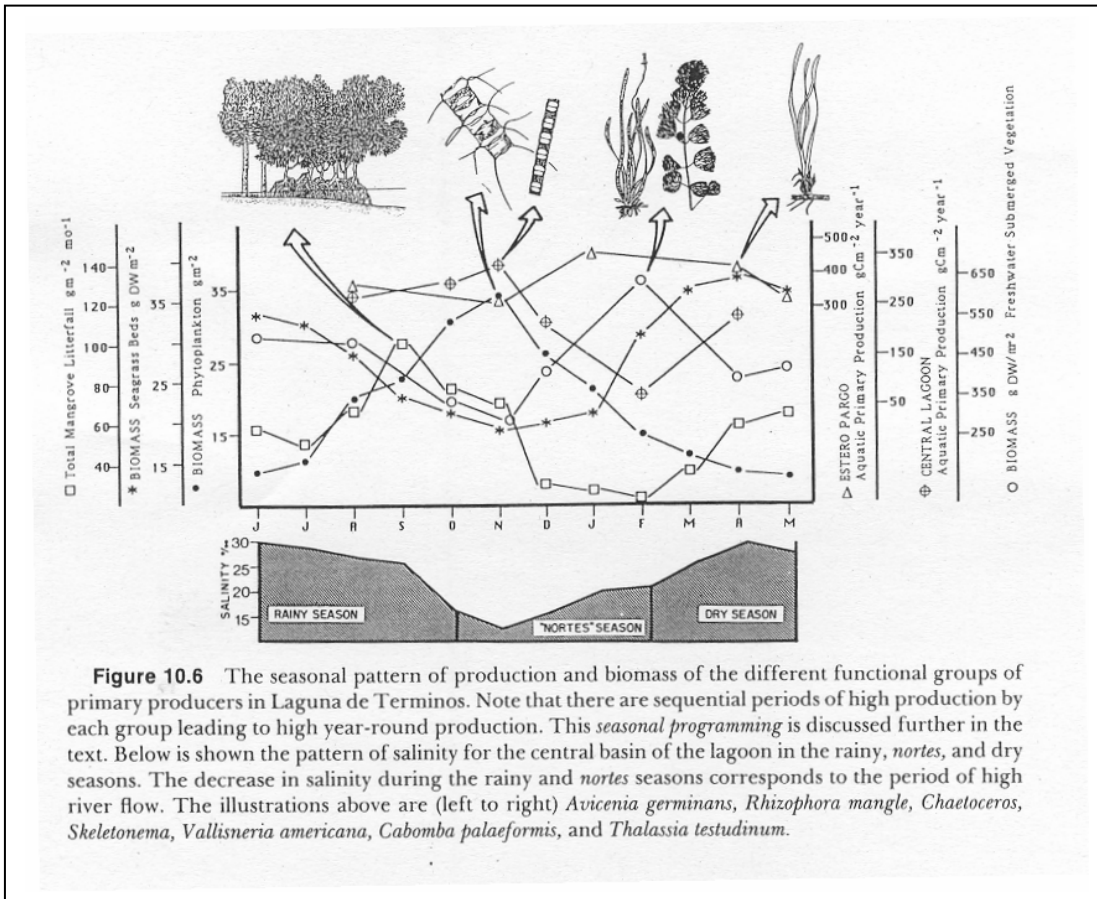 □ Total Mangrove Litterfall gm-2 mo-1
140
120
100
80
60
40
* BIOMASS Seagrass Beds g DW m-2
35
25
15
• BIOMASS Phytoplankton gm-2
35
25
15
500
400
300
△ ESTERO PARGO
Aquatic Primary Production gCm-2 year-1
350
250
150
50
⊕ CENTRAL LAGOON
Aquatic Primary Production gCm-2 year-1
650
550
450
350
250
○ BIOMASS g DW/m2 Freshwater Submerged Vegetation
J J A S O N D J F M A M
SALINITY ‰
30
25
20
15
RAINY SEASON
"NORTES" SEASON
DRY SEASON
Figure 10.6 The seasonal pattern of production and biomass of the different functional groups of
primary producers in Laguna de Terminos. Note that there are sequential periods of high production by
each group leading to high year-round production. This seasonal programming is discussed further in the
text. Below is shown the pattern of salinity for the central basin of the lagoon in the rainy, nortes, and dry
seasons. The decrease in salinity during the rainy and nortes seasons corresponds to the period of high
river flow. The illustrations above are (left to right) Avicenia germinans, Rhizophora mangle, Chaetoceros,
Skeletonema, Vallisneria americana, Cabomba palaeformis, and Thalassia testudinum.